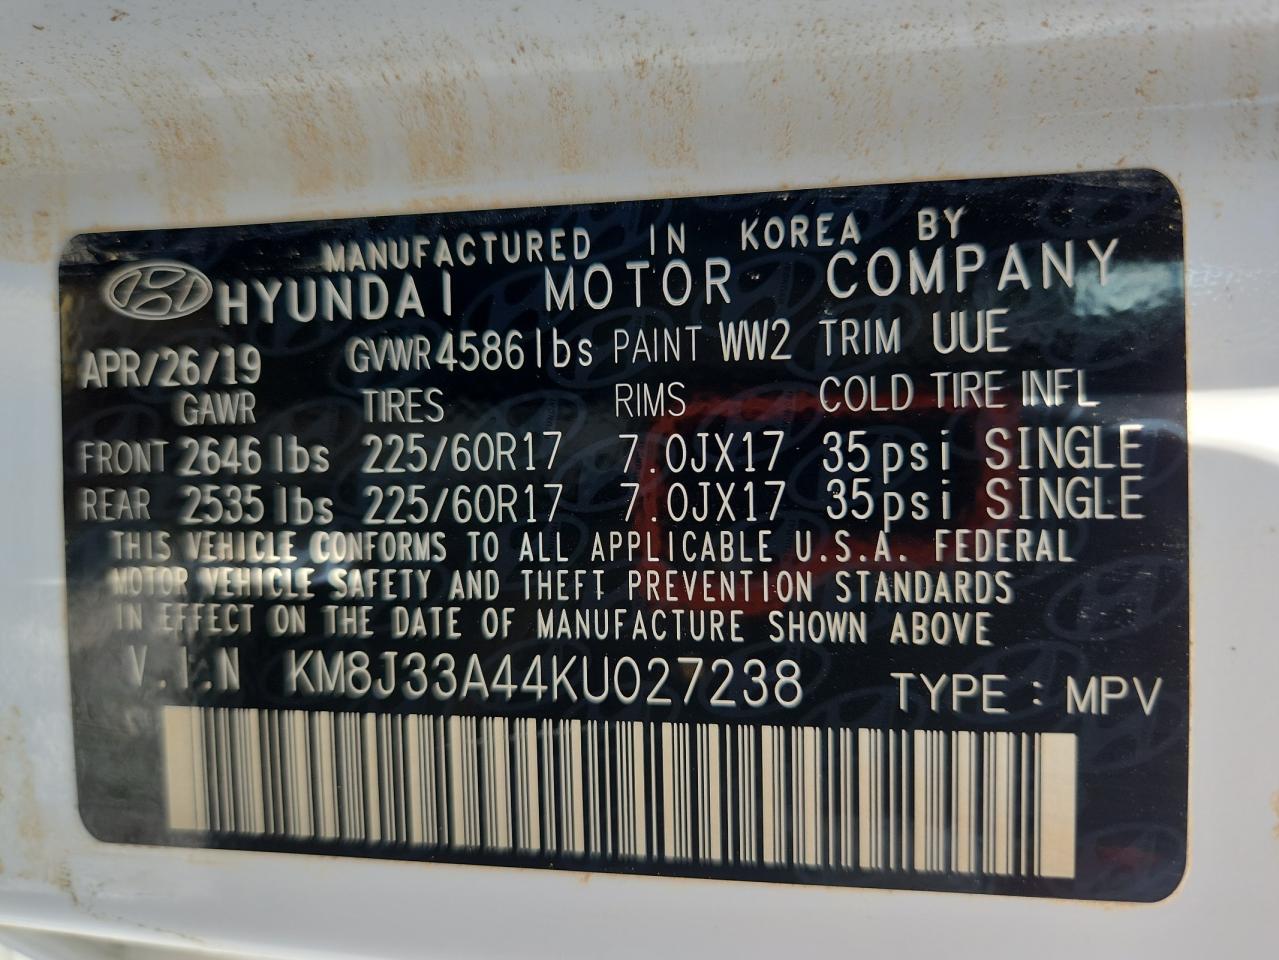 MANUFACTURED IN KOREA BY
HYUNDAI MOTOR COMPANY
APR/26/19 GVWR 4586 lbs PAINT WW2 TRIM UUE
GAWR TIRES RIMS COLD TIRE INFL
FRONT 2646 lbs 225/60R17 7.0JX17 35psi SINGLE
REAR 2535 lbs 225/60R17 7.0JX17 35psi SINGLE
THIS VEHICLE CONFORMS TO ALL APPLICABLE U.S.A. FEDERAL
MOTOR VEHICLE SAFETY AND THEFT PREVENTION STANDARDS
IN EFFECT ON THE DATE OF MANUFACTURE SHOWN ABOVE
V.I.N KM8J33A44KU027238 TYPE : MPV